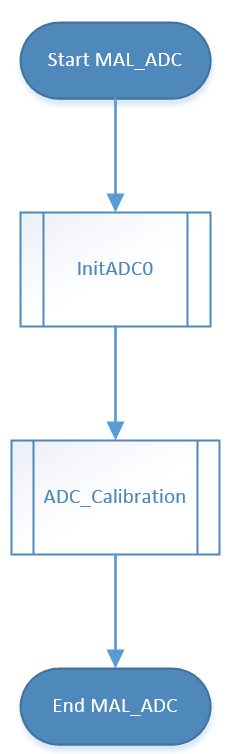 Start MAL_ADC
InitADC0
ADC_Calibration
End MAL_ADC